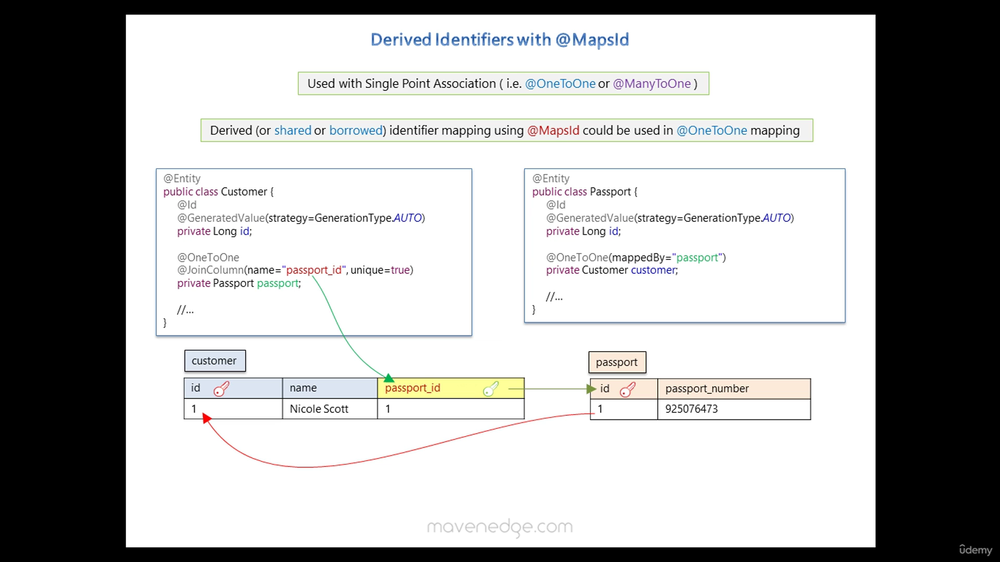 Derived Identifiers with @MapsId
Used with Single Point Association ( i.e. @OneToOne or @ManyToOne )
Derived (or shared or borrowed) identifier mapping using @MapsId could be used in @OneToOne mapping
@Entity
public class Customer {
@Id
@GeneratedValue(strategy=GenerationType.AUTO)
private Long id;
@OneToOne
@JoinColumn(name="passport_id", unique=true)
private Passport passport;
//...
}
@Entity
public class Passport {
@Id
@GeneratedValue(strategy=GenerationType.AUTO)
private Long id;
@OneToOne(mappedBy="passport")
private Customer customer;
//...
}
customer
id name passport_id
1 Nicole Scott 1
passport
id passport_number
1 925076473
mavenedge.com
ûdemy